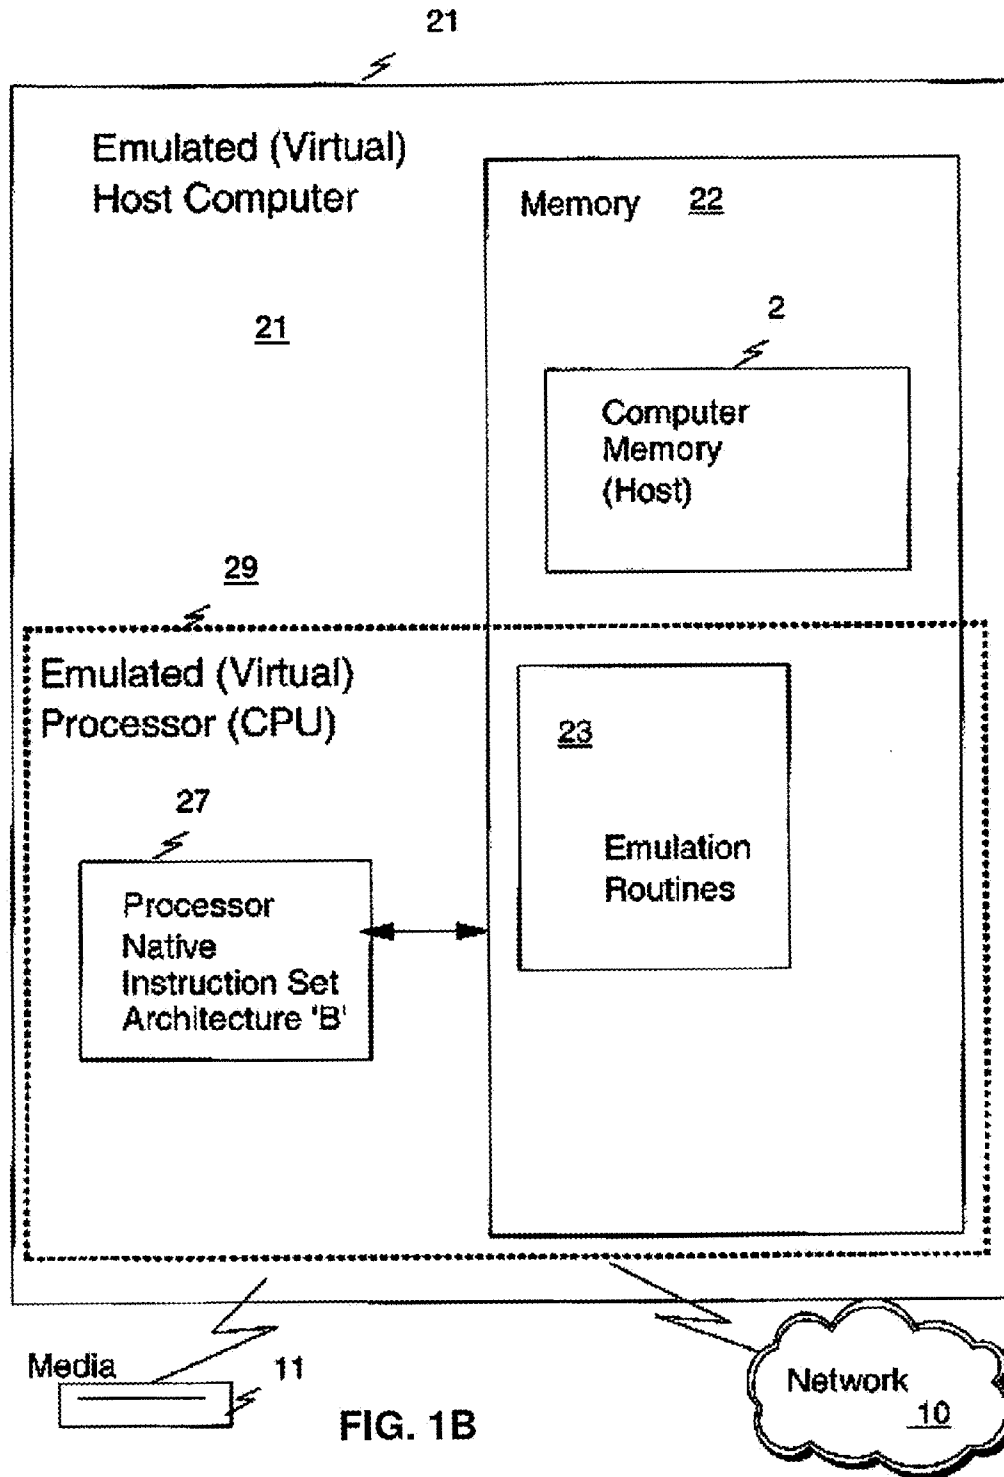 21
Emulated (Virtual)
Host Computer
Memory 22
21
2
Computer
Memory
(Host)
29
Emulated (Virtual)
Processor (CPU)
23
Emulation
Routines
27
Processor
Native
Instruction Set
Architecture 'B'
Media
11
Network
10
FIG. 1B